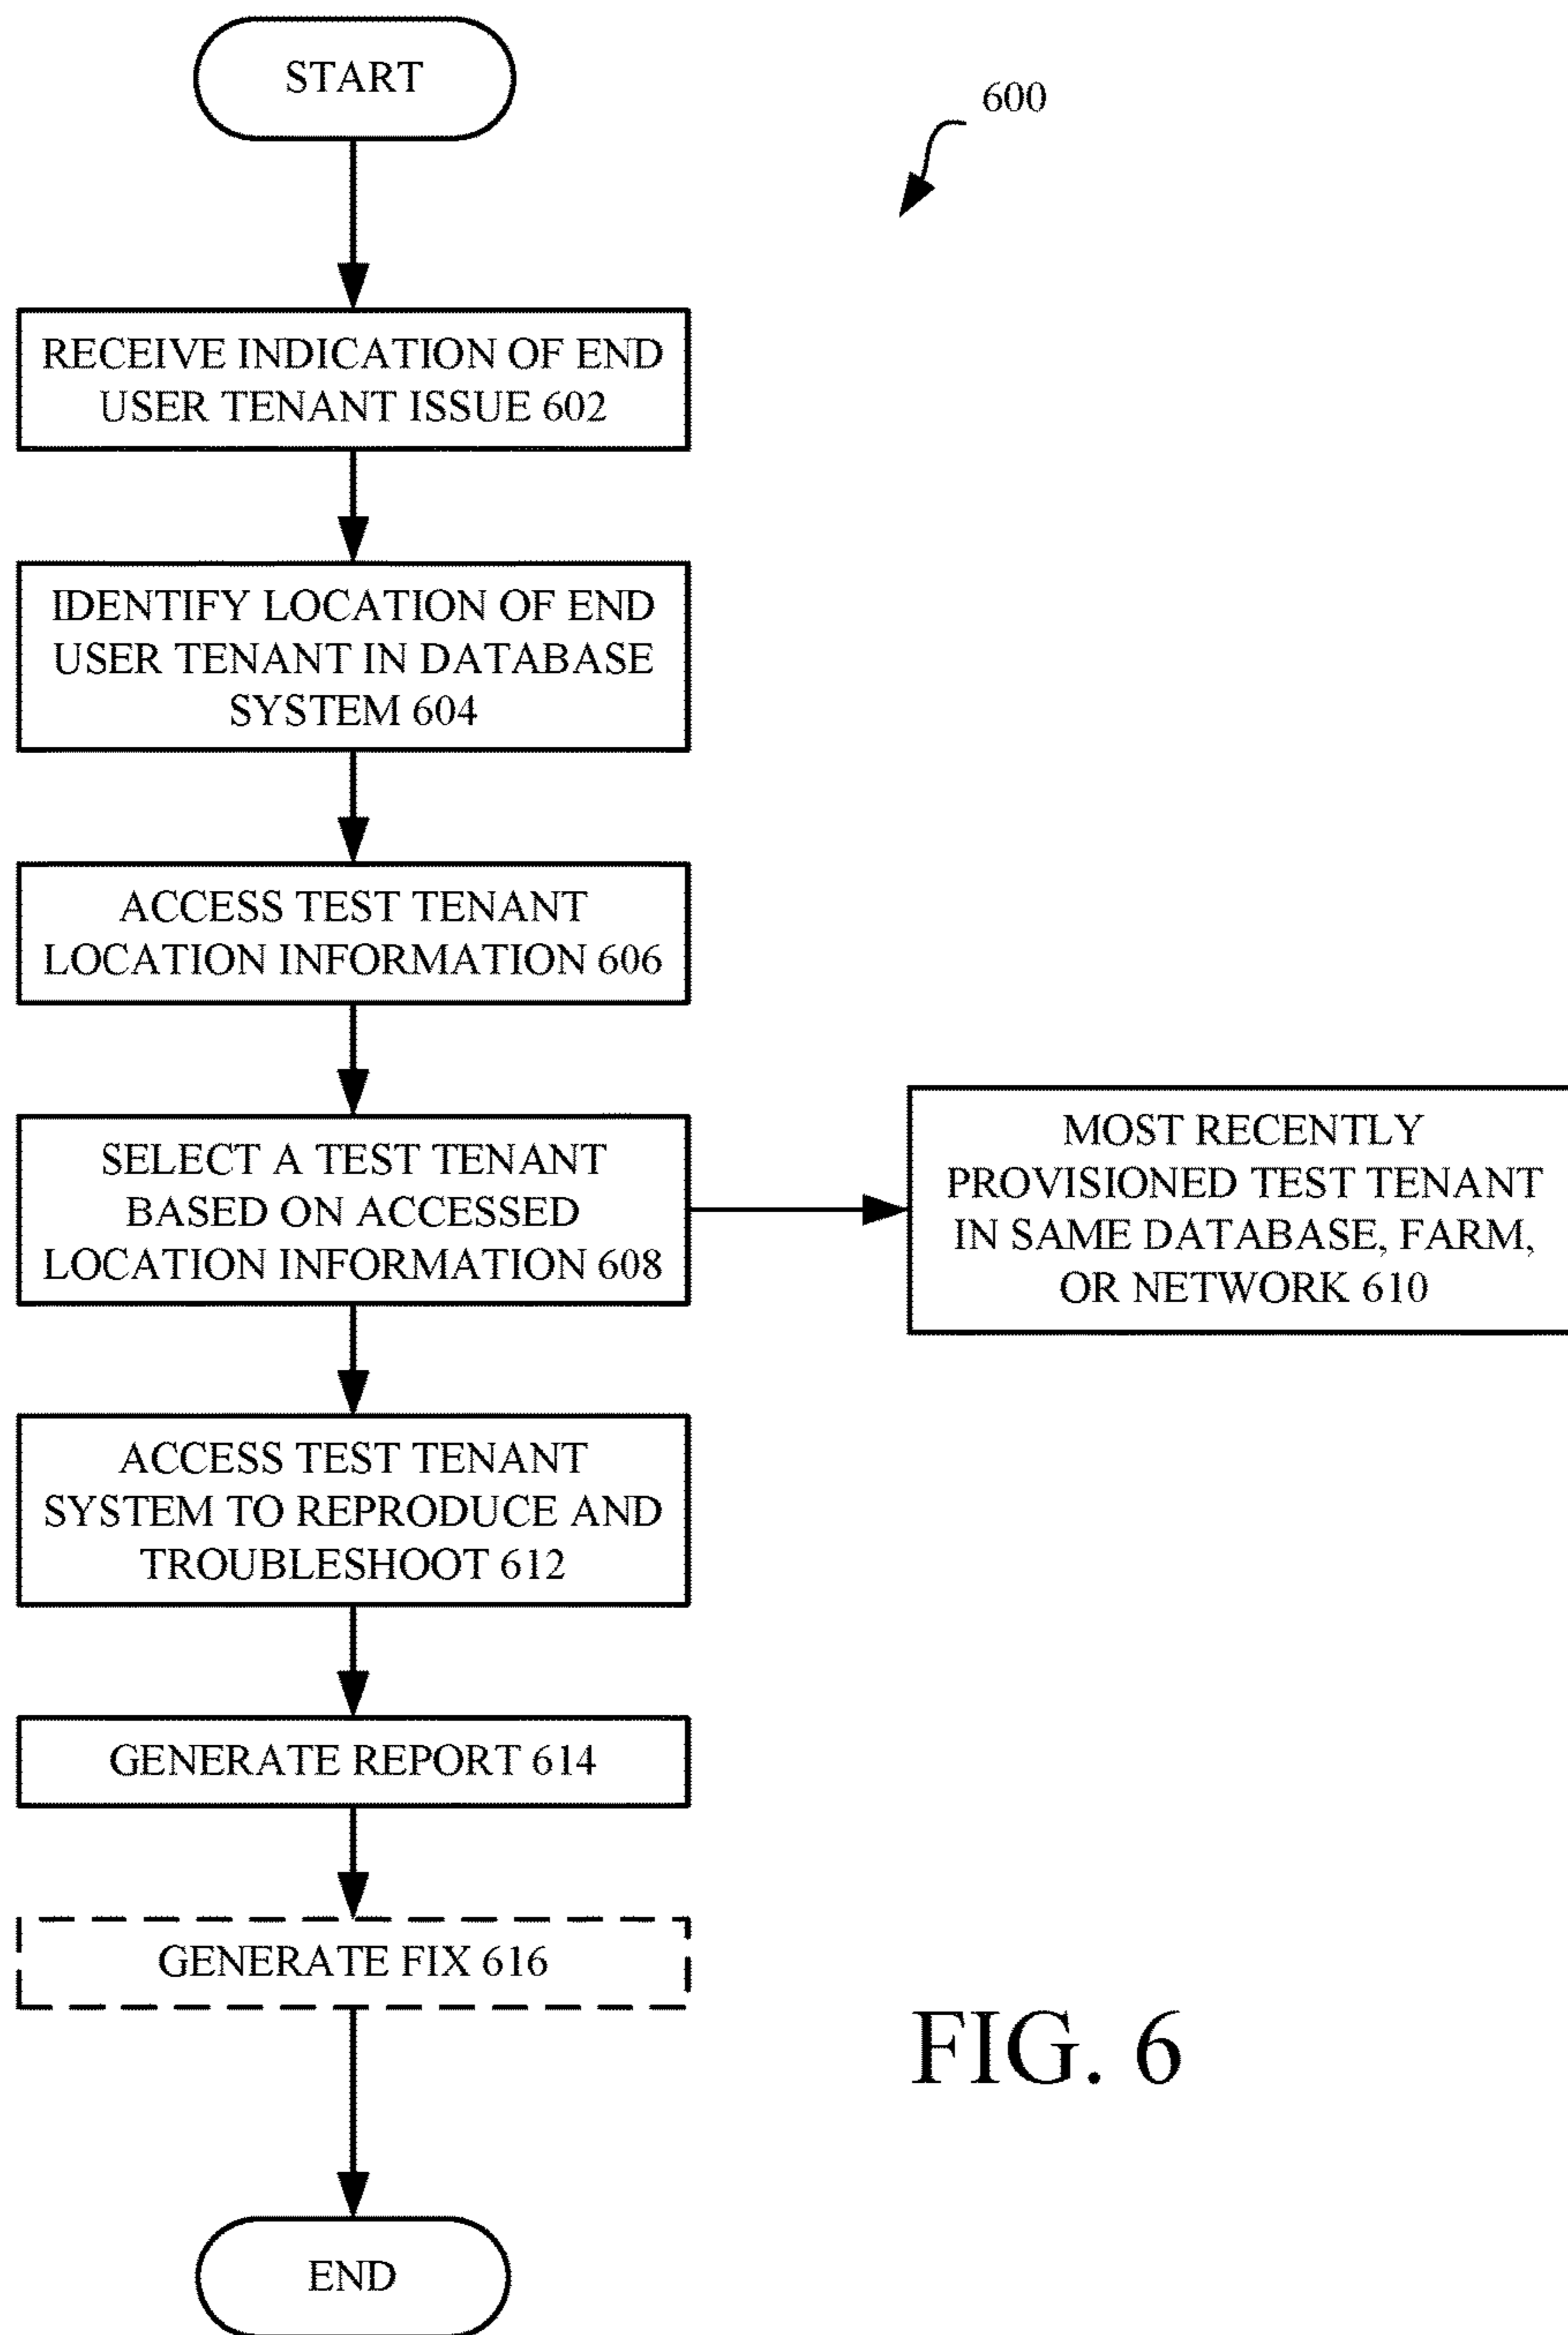 START
600
RECEIVE INDICATION OF END
USER TENANT ISSUE 602
IDENTIFY LOCATION OF END
USER TENANT IN DATABASE
SYSTEM 604
ACCESS TEST TENANT
LOCATION INFORMATION 606
SELECT A TEST TENANT
BASED ON ACCESSED
LOCATION INFORMATION 608
MOST RECENTLY
PROVISIONED TEST TENANT
IN SAME DATABASE, FARM,
OR NETWORK 610
ACCESS TEST TENANT
SYSTEM TO REPRODUCE AND
TROUBLESHOOT 612
GENERATE REPORT 614
GENERATE FIX 616
FIG. 6
END